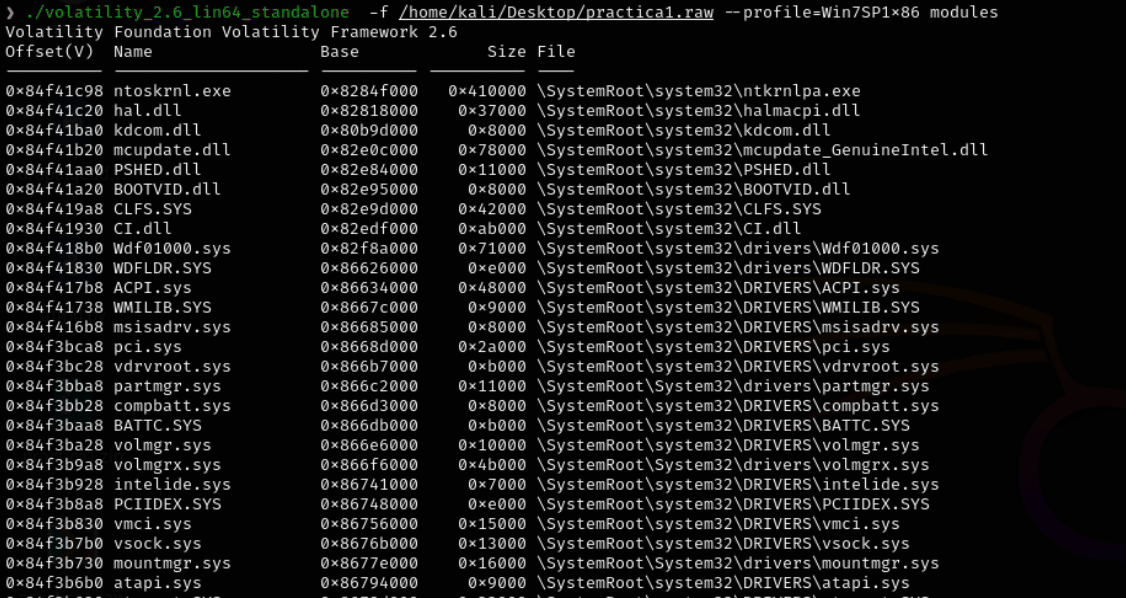 ❯ ./volatility_2.6_lin64_standalone -f /home/kali/Desktop/practica1.raw --profile=Win7SP1×86 modules
Volatility Foundation Volatility Framework 2.6
Offset(V) Name Base Size File
0×84f41c98 ntoskrnl.exe 0×8284f000 0×410000 \SystemRoot\system32\ntkrnlpa.exe
0×84f41c20 hal.dll 0×82818000 0×37000 \SystemRoot\system32\halmacpi.dll
0×84f41ba0 kdcom.dll 0×80b9d000 0×8000 \SystemRoot\system32\kdcom.dll
0×84f41b20 mcupdate.dll 0×82e0c000 0×78000 \SystemRoot\system32\mcupdate_GenuineIntel.dll
0×84f41aa0 PSHED.dll 0×82e84000 0×11000 \SystemRoot\system32\PSHED.dll
0×84f41a20 BOOTVID.dll 0×82e95000 0×8000 \SystemRoot\system32\BOOTVID.dll
0×84f419a8 CLFS.SYS 0×82e9d000 0×42000 \SystemRoot\system32\CLFS.SYS
0×84f41930 CI.dll 0×82edf000 0×ab000 \SystemRoot\system32\CI.dll
0×84f418b0 Wdf01000.sys 0×82f8a000 0×71000 \SystemRoot\system32\drivers\Wdf01000.sys
0×84f41830 WDFLDR.SYS 0×86626000 0×e000 \SystemRoot\system32\drivers\WDFLDR.SYS
0×84f417b8 ACPI.sys 0×86634000 0×48000 \SystemRoot\system32\DRIVERS\ACPI.sys
0×84f41738 WMILIB.SYS 0×8667c000 0×9000 \SystemRoot\system32\DRIVERS\WMILIB.SYS
0×84f416b8 msisadrv.sys 0×86685000 0×8000 \SystemRoot\system32\DRIVERS\msisadrv.sys
0×84f3bca8 pci.sys 0×8668d000 0×2a000 \SystemRoot\system32\DRIVERS\pci.sys
0×84f3bc28 vdrvroot.sys 0×866b7000 0×b000 \SystemRoot\system32\DRIVERS\vdrvroot.sys
0×84f3bba8 partmgr.sys 0×866c2000 0×11000 \SystemRoot\System32\drivers\partmgr.sys
0×84f3bb28 compbatt.sys 0×866d3000 0×8000 \SystemRoot\system32\DRIVERS\compbatt.sys
0×84f3baa8 BATTC.SYS 0×866db000 0×b000 \SystemRoot\system32\DRIVERS\BATTC.SYS
0×84f3ba28 volmgr.sys 0×866e6000 0×10000 \SystemRoot\system32\DRIVERS\volmgr.sys
0×84f3b9a8 volmgrx.sys 0×866f6000 0×4b000 \SystemRoot\System32\drivers\volmgrx.sys
0×84f3b928 intelide.sys 0×86741000 0×7000 \SystemRoot\system32\DRIVERS\intelide.sys
0×84f3b8a8 PCIIDEX.SYS 0×86748000 0×e000 \SystemRoot\system32\DRIVERS\PCIIDEX.SYS
0×84f3b830 vmci.sys 0×86756000 0×15000 \SystemRoot\system32\DRIVERS\vmci.sys
0×84f3b7b0 vsock.sys 0×8676b000 0×13000 \SystemRoot\system32\DRIVERS\vsock.sys
0×84f3b730 mountmgr.sys 0×8677e000 0×16000 \SystemRoot\System32\drivers\mountmgr.sys
0×84f3b6b0 atapi.sys 0×86794000 0×9000 \SystemRoot\system32\DRIVERS\atapi.sys